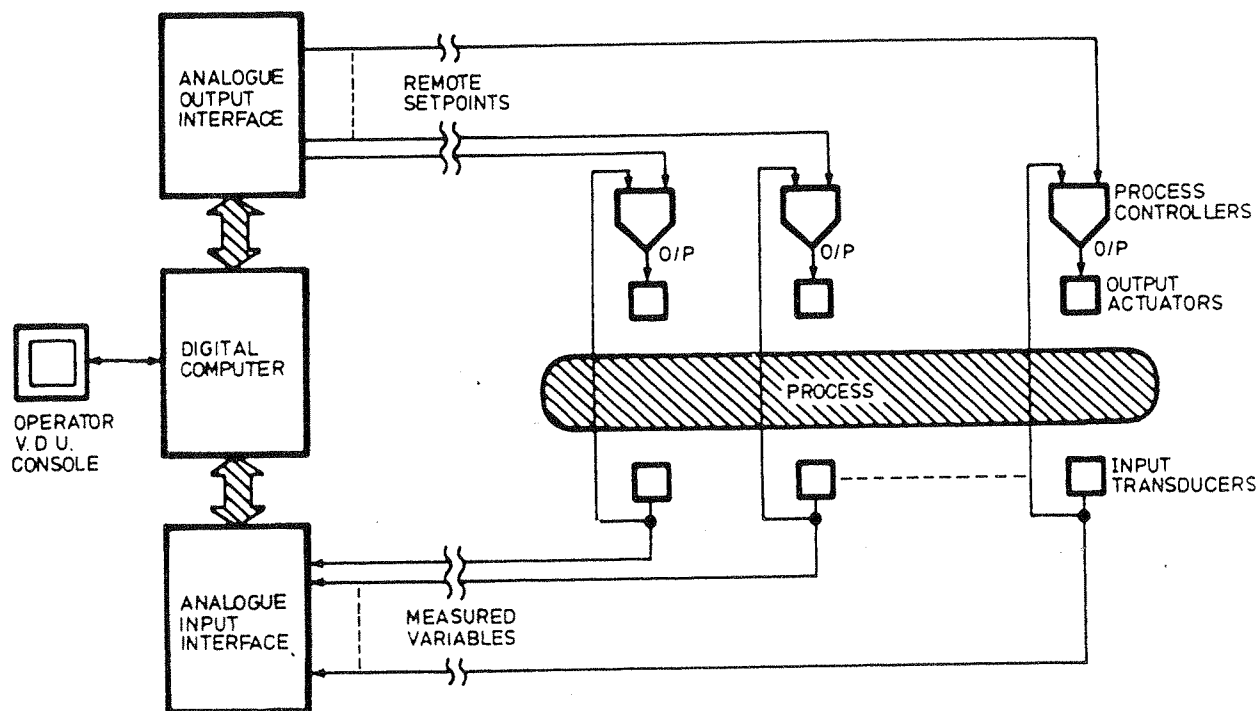 ANALOGUE
OUTPUT
INTERFACE
REMOTE
SETPOINTS
PROCESS
CONTROLLERS
O/P
O/P
O/P
OUTPUT
ACTUATORS
DIGITAL
COMPUTER
OPERATOR
V. D. U.
CONSOLE
PROCESS
INPUT
TRANSDUCERS
ANALOGUE
INPUT
INTERFACE
MEASURED
VARIABLES